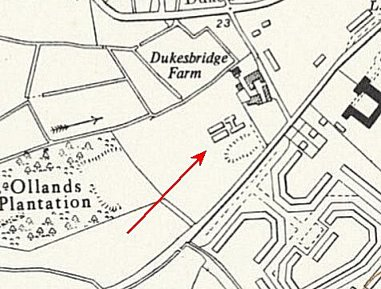 23
Dukesbridge
Farm
Ollands
Plantation